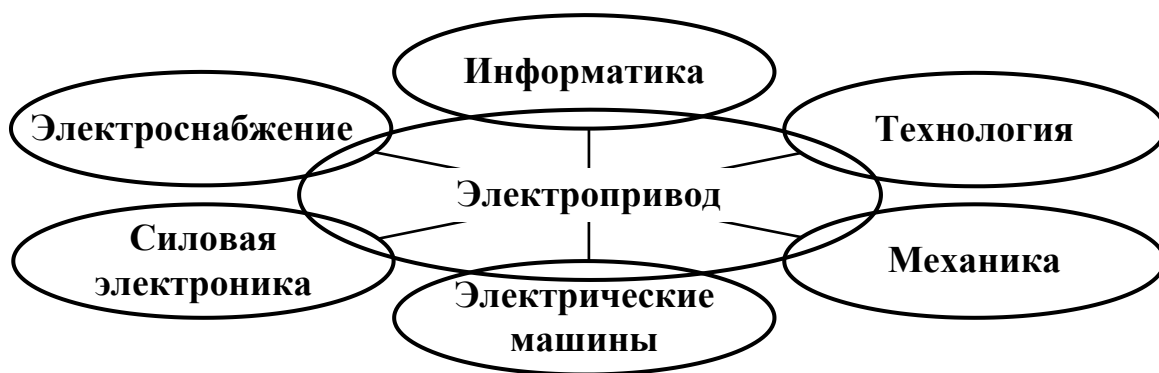 Информатика
Электроснабжение
Технология
Электропривод
Силовая
электроника
Механика
Электрические
машины